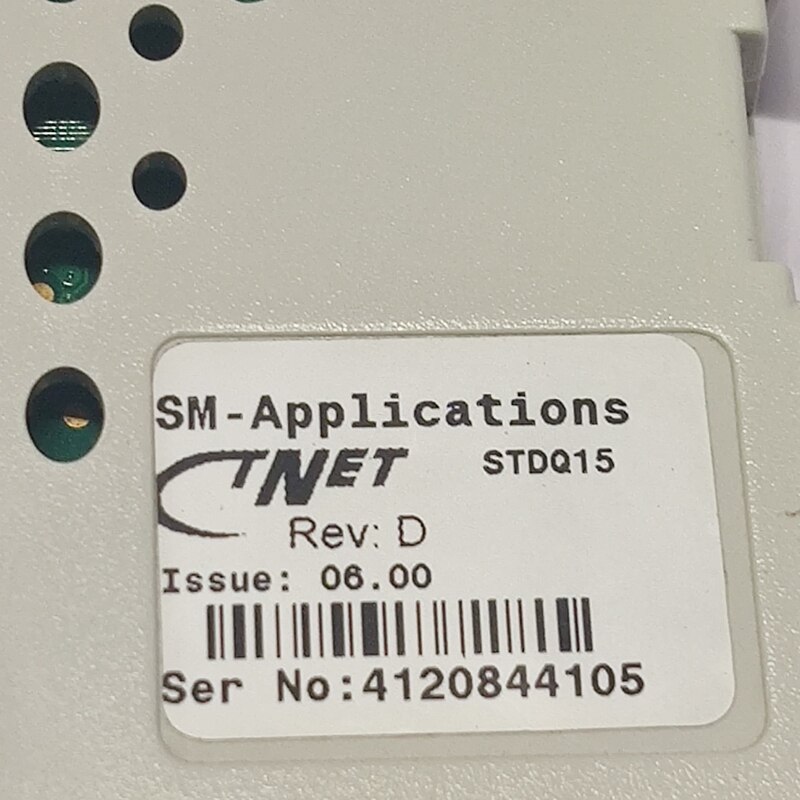 SM-Applications
CTNET STDQ15
Rev: D
Issue: 06.00
Ser No:4120844105